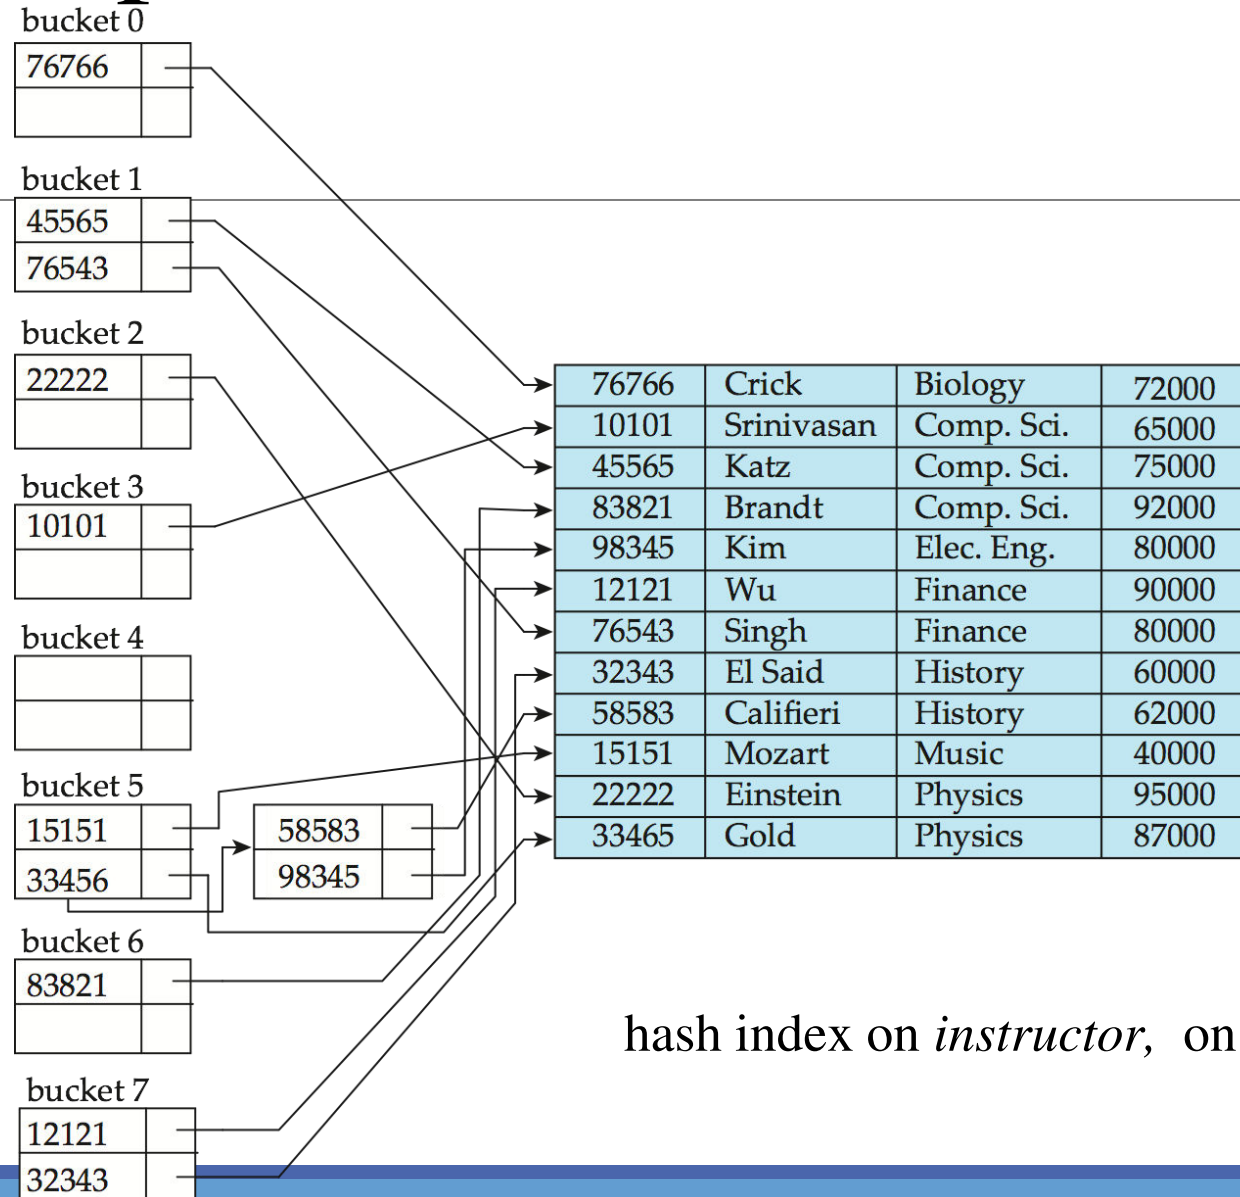 bucket 0
76766
bucket 1
45565
76543
bucket 2
22222
bucket 3
10101
bucket 4
bucket 5
15151
33456
58583
98345
bucket 6
83821
bucket 7
12121
32343
76766 Crick Biology 72000
10101 Srinivasan Comp. Sci. 65000
45565 Katz Comp. Sci. 75000
83821 Brandt Comp. Sci. 92000
98345 Kim Elec. Eng. 80000
12121 Wu Finance 90000
76543 Singh Finance 80000
32343 El Said History 60000
58583 Califieri History 62000
15151 Mozart Music 40000
22222 Einstein Physics 95000
33465 Gold Physics 87000
hash index on instructor, on